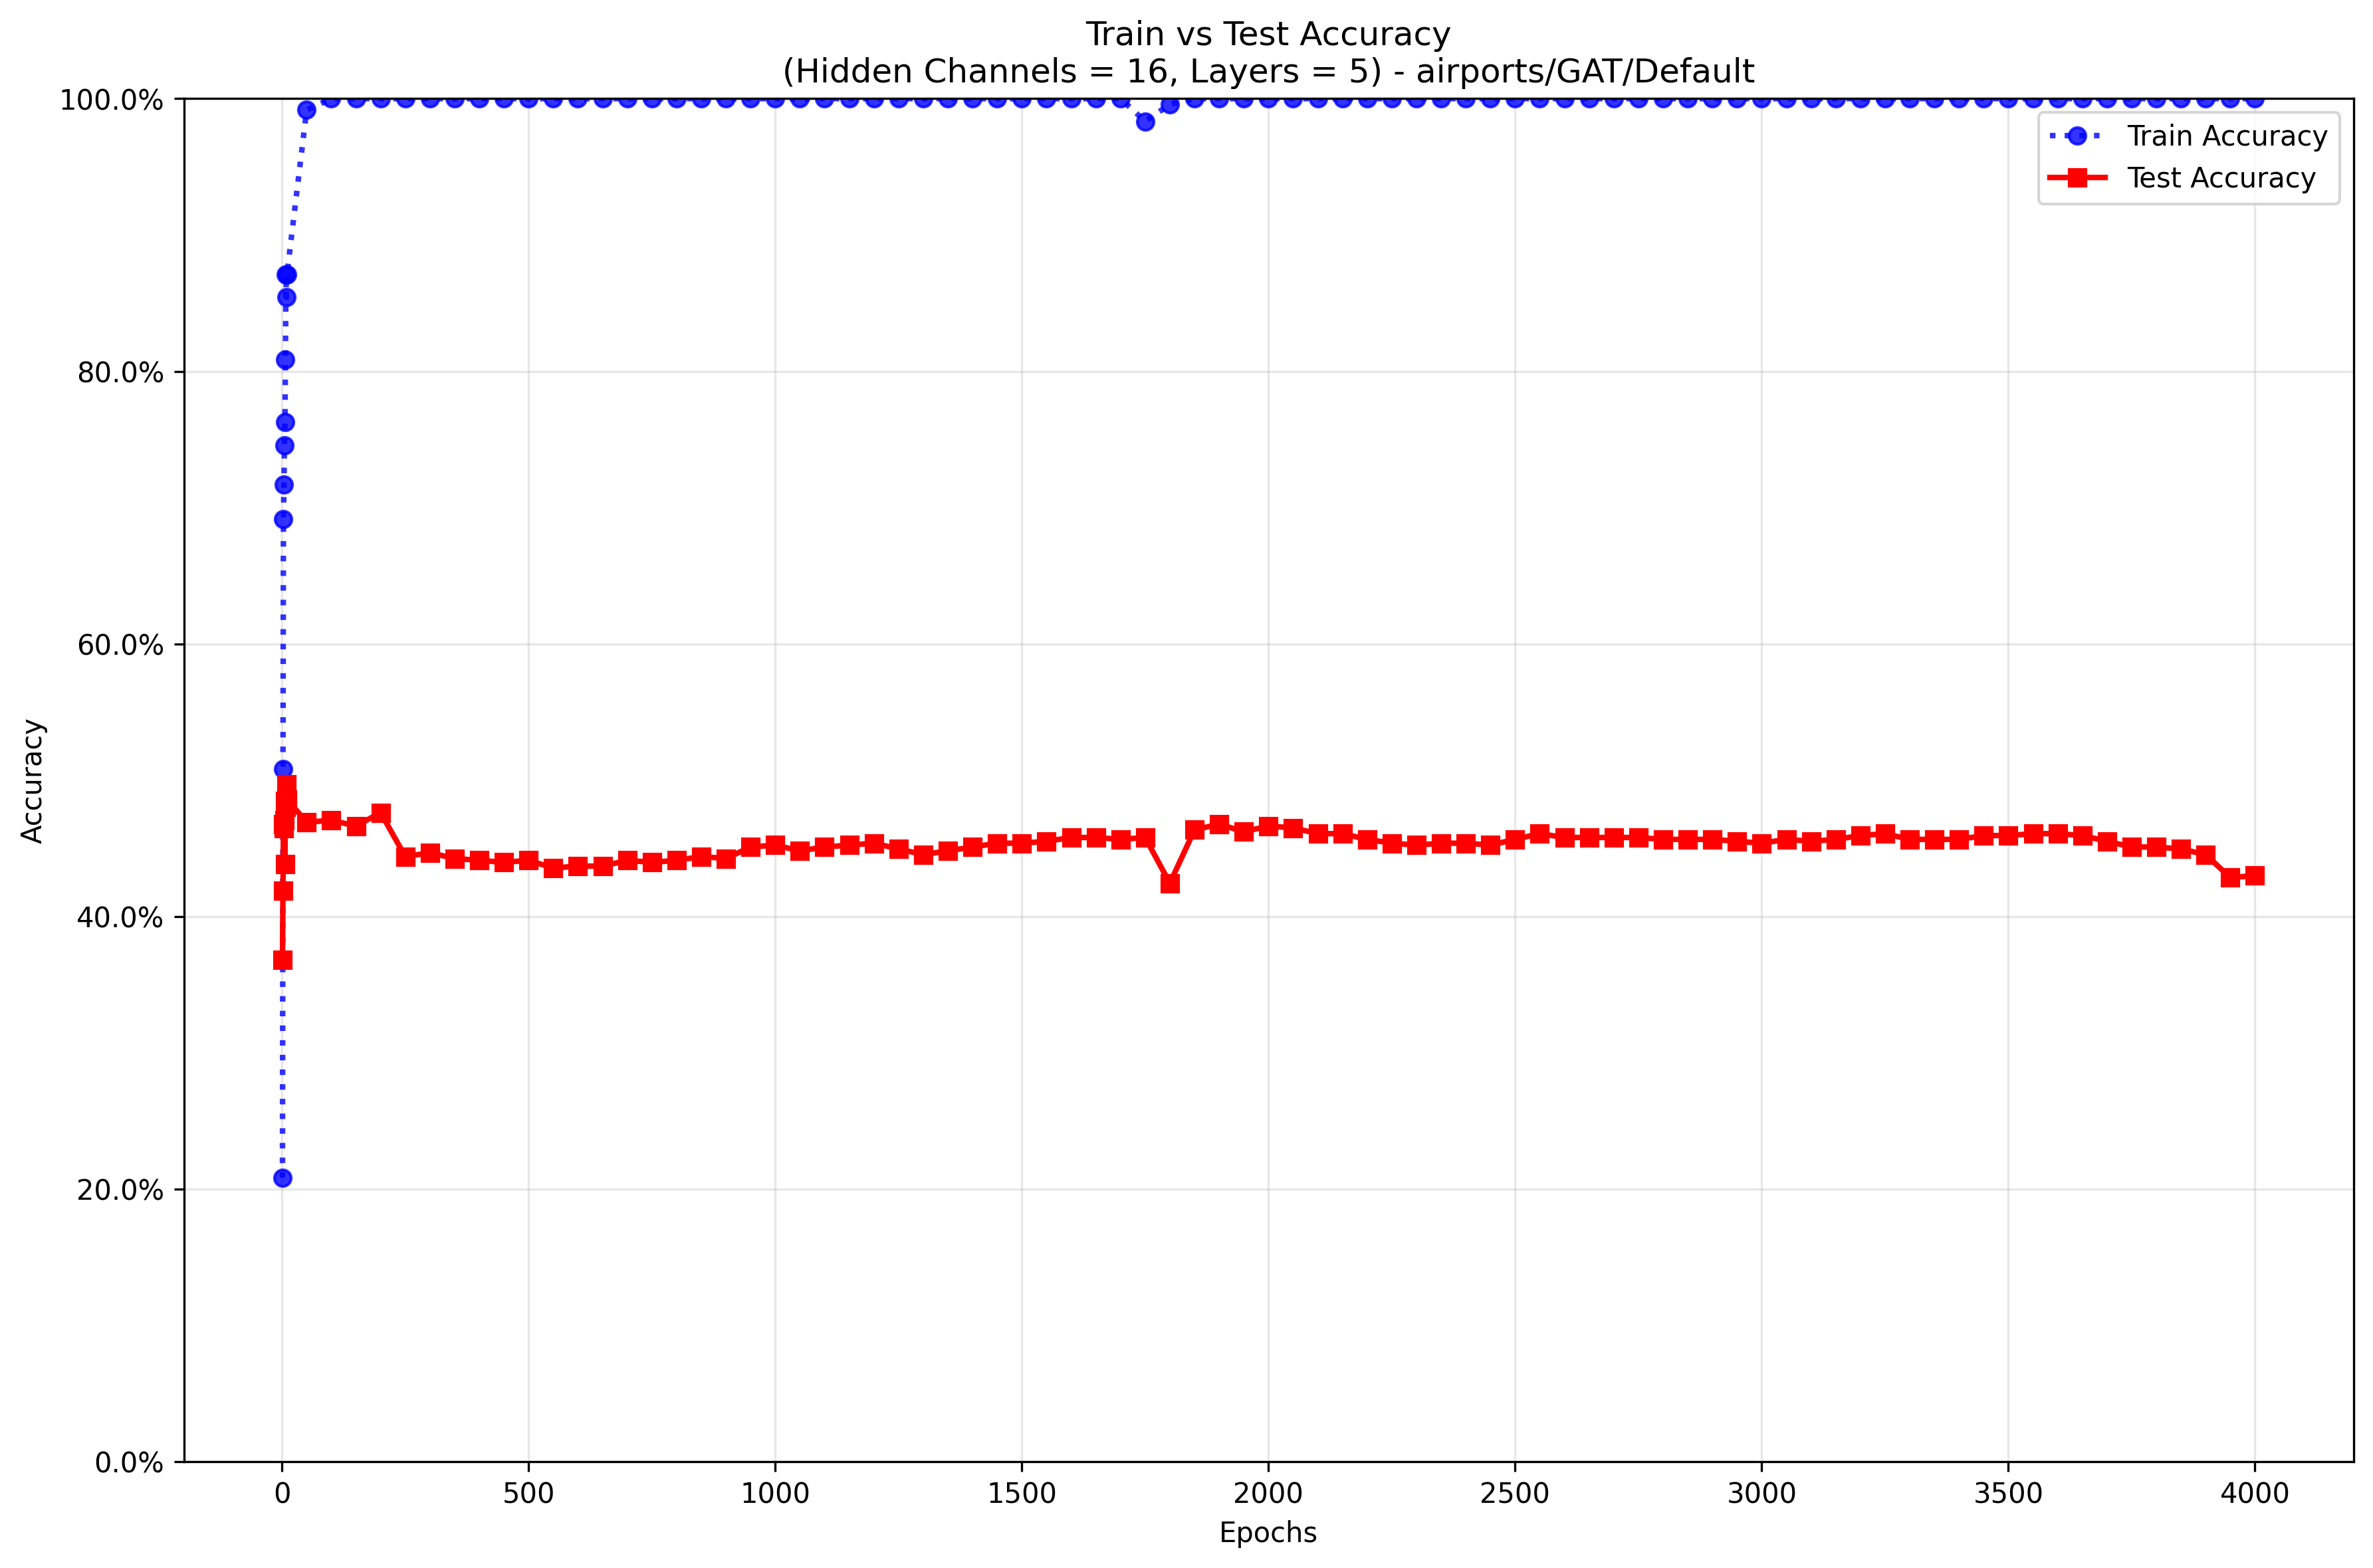 Train vs Test Accuracy
(Hidden Channels = 16, Layers = 5) - airports/GAT/Default
100.0%
80.0%
60.0%
40.0%
20.0%
0.0%
Accuracy
Train Accuracy
Test Accuracy
0 500 1000 1500 2000 2500 3000 3500 4000
Epochs